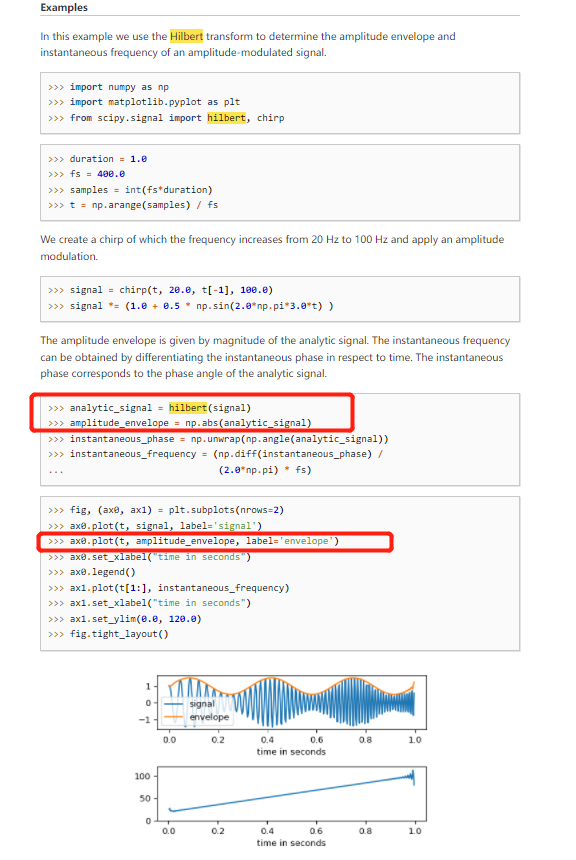 Examples
In this example we use the Hilbert transform to determine the amplitude envelope and
instantaneous frequency of an amplitude-modulated signal.
>>> import numpy as np
>>> import matplotlib.pyplot as plt
>>> from scipy.signal import hilbert, chirp
>>> duration = 1.0
>>> fs = 400.0
>>> samples = int(fs*duration)
>>> t = np.arange(samples) / fs
We create a chirp of which the frequency increases from 20 Hz to 100 Hz and apply an amplitude
modulation.
>>> signal = chirp(t, 20.0, t[-1], 100.0)
>>> signal *= (1.0 + 0.5 * np.sin(2.0*np.pi*3.0*t) )
The amplitude envelope is given by magnitude of the analytic signal. The instantaneous frequency
can be obtained by differentiating the instantaneous phase in respect to time. The instantaneous
phase corresponds to the phase angle of the analytic signal.
>>> analytic_signal = hilbert(signal)
>>> amplitude_envelope = np.abs(analytic_signal)
>>> instantaneous_phase = np.unwrap(np.angle(analytic_signal))
>>> instantaneous_frequency = (np.diff(instantaneous_phase) /
... (2.0*np.pi) * fs)
>>> fig, (ax0, ax1) = plt.subplots(nrows=2)
>>> ax0.plot(t, signal, label='signal')
>>> ax0.plot(t, amplitude_envelope, label='envelope')
>>> ax0.set_xlabel("time in seconds")
>>> ax0.legend()
>>> ax1.plot(t[1:], instantaneous_frequency)
>>> ax1.set_xlabel("time in seconds")
>>> ax1.set_ylim(0.0, 120.0)
>>> fig.tight_layout()
1
0
−1
signal
envelope
0.0 0.2 0.4 0.6 0.8 1.0
time in seconds
100
50
0
0.0 0.2 0.4 0.6 0.8 1.0
time in seconds